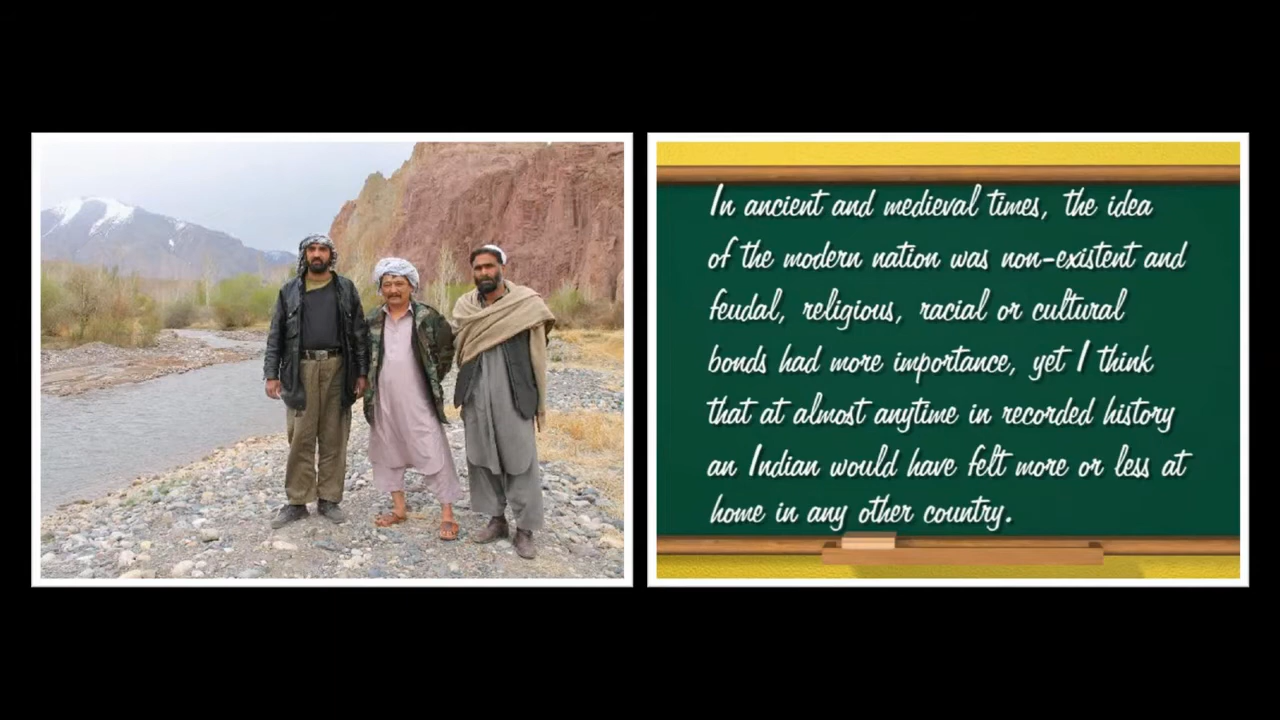 In ancient and medieval times, the idea
of the modern nation was non-existent and
feudal, religious, racial or cultural
bonds had more importance, yet I think
that at almost anytime in recorded history
an Indian would have felt more or less at
home in any other country.